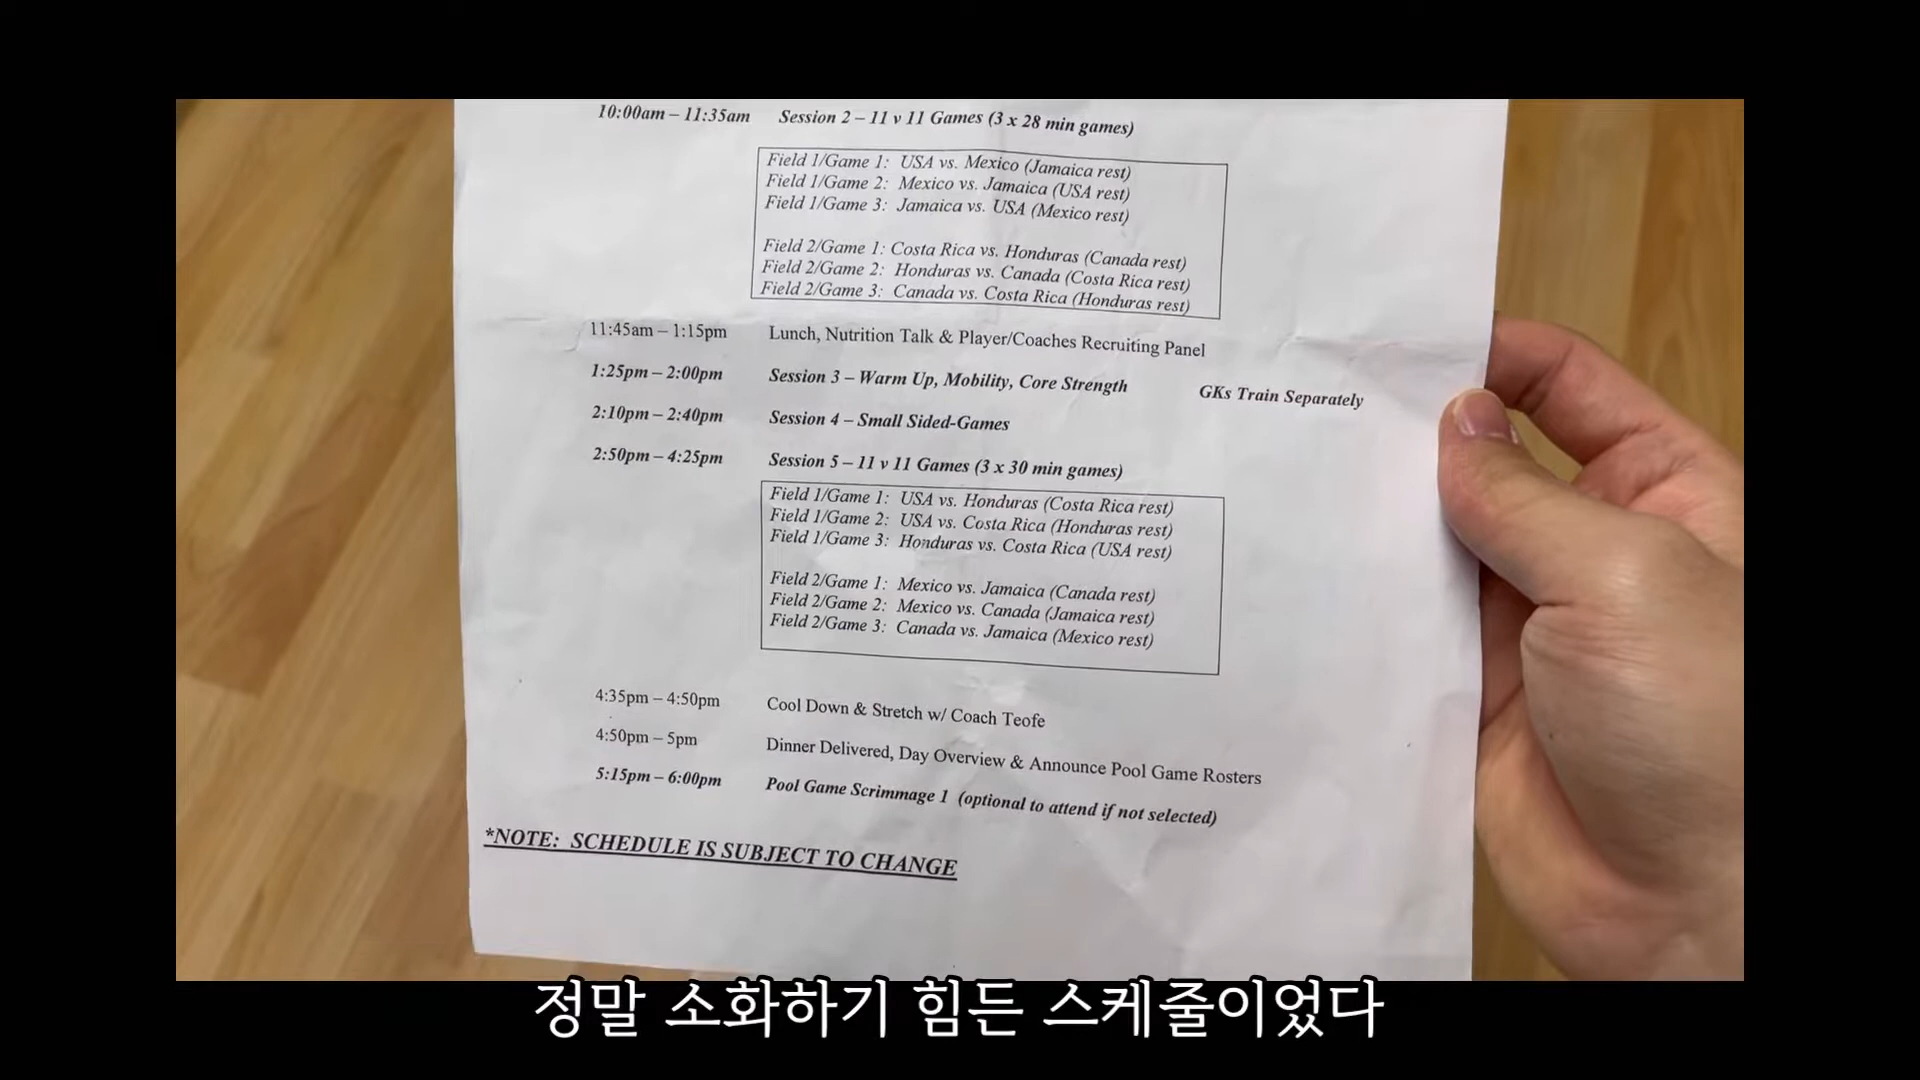 10:00am – 11:35am Session 2 – 11 v 11 Games (3 x 28 min games)
Field 1/Game 1: USA vs. Mexico (Jamaica rest)
Field 1/Game 2: Mexico vs. Jamaica (USA rest)
Field 1/Game 3: Jamaica vs. USA (Mexico rest)
Field 2/Game 1: Costa Rica vs. Honduras (Canada rest)
Field 2/Game 2: Honduras vs. Canada (Costa Rica rest)
Field 2/Game 3: Canada vs. Costa Rica (Honduras rest)
11:45am – 1:15pm Lunch, Nutrition Talk & Player/Coaches Recruiting Panel
1:25pm – 2:00pm Session 3 – Warm Up, Mobility, Core Strength GKs Train Separately
2:10pm – 2:40pm Session 4 – Small Sided-Games
2:50pm – 4:25pm Session 5 – 11 v 11 Games (3 x 30 min games)
Field 1/Game 1: USA vs. Honduras (Costa Rica rest)
Field 1/Game 2: USA vs. Costa Rica (Honduras rest)
Field 1/Game 3: Honduras vs. Costa Rica (USA rest)
Field 2/Game 1: Mexico vs. Jamaica (Canada rest)
Field 2/Game 2: Mexico vs. Canada (Jamaica rest)
Field 2/Game 3: Canada vs. Jamaica (Mexico rest)
4:35pm – 4:50pm Cool Down & Stretch w/ Coach Teofe
4:50pm – 5pm Dinner Delivered, Day Overview & Announce Pool Game Rosters
5:15pm – 6:00pm Pool Game Scrimmage 1 (optional to attend if not selected)
*NOTE: SCHEDULE IS SUBJECT TO CHANGE
정말 소화하기 힘든 스케줄이었다